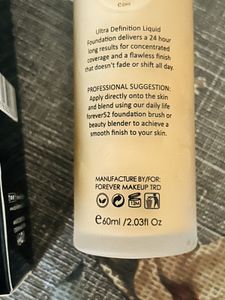 Ultra Definition Liquid
Foundation delivers a 24 hour
long results for concentrated
coverage and a flawless finish
that doesn't fade or shift all day.
PROFESSIONAL SUGGESTION:
Apply directly onto the skin
and blend using our daily life
forever52 foundation brush or
beauty blender to achieve a
smooth finish to your skin.
MANUFACTURE BY/FOR:
FOREVER MAKEUP TRD
12M
℮60ml /2.03fl Oz